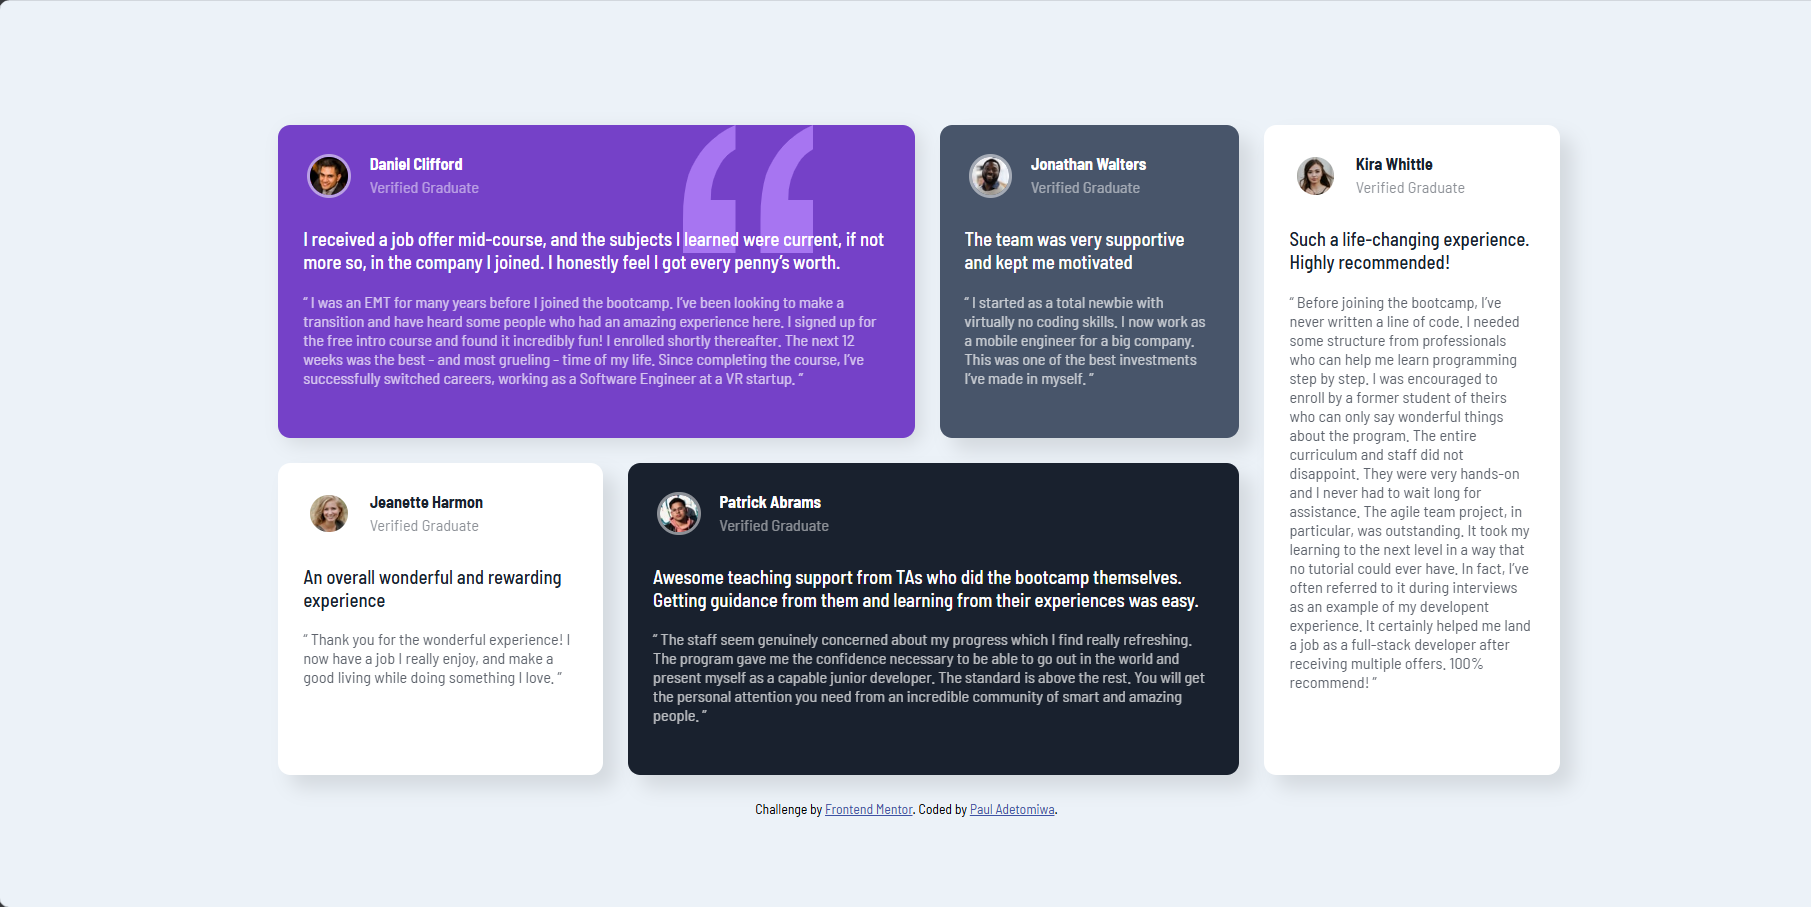 Daniel Clifford
Verified Graduate
I received a job offer mid-course, and the subjects I learned were current, if not
more so, in the company I joined. I honestly feel I got every penny’s worth.
“ I was an EMT for many years before I joined the bootcamp. I’ve been looking to make a
transition and have heard some people who had an amazing experience here. I signed up for
the free intro course and found it incredibly fun! I enrolled shortly thereafter. The next 12
weeks was the best - and most grueling - time of my life. Since completing the course, I’ve
successfully switched careers, working as a Software Engineer at a VR startup. ”
Jonathan Walters
Verified Graduate
The team was very supportive
and kept me motivated
“ I started as a total newbie with
virtually no coding skills. I now work as
a mobile engineer for a big company.
This was one of the best investments
I’ve made in myself. ”
Kira Whittle
Verified Graduate
Such a life-changing experience.
Highly recommended!
“ Before joining the bootcamp, I’ve
never written a line of code. I needed
some structure from professionals
who can help me learn programming
step by step. I was encouraged to
enroll by a former student of theirs
who can only say wonderful things
about the program. The entire
curriculum and staff did not
disappoint. They were very hands-on
and I never had to wait long for
assistance. The agile team project, in
particular, was outstanding. It took my
learning to the next level in a way that
no tutorial could ever have. In fact, I’ve
often referred to it during interviews
as an example of my developent
experience. It certainly helped me land
a job as a full-stack developer after
receiving multiple offers. 100%
recommend! ”
Jeanette Harmon
Verified Graduate
An overall wonderful and rewarding
experience
“ Thank you for the wonderful experience! I
now have a job I really enjoy, and make a
good living while doing something I love. ”
Patrick Abrams
Verified Graduate
Awesome teaching support from TAs who did the bootcamp themselves.
Getting guidance from them and learning from their experiences was easy.
“ The staff seem genuinely concerned about my progress which I find really refreshing.
The program gave me the confidence necessary to be able to go out in the world and
present myself as a capable junior developer. The standard is above the rest. You will get
the personal attention you need from an incredible community of smart and amazing
people. ”
Challenge by Frontend Mentor. Coded by Paul Adetomiwa.